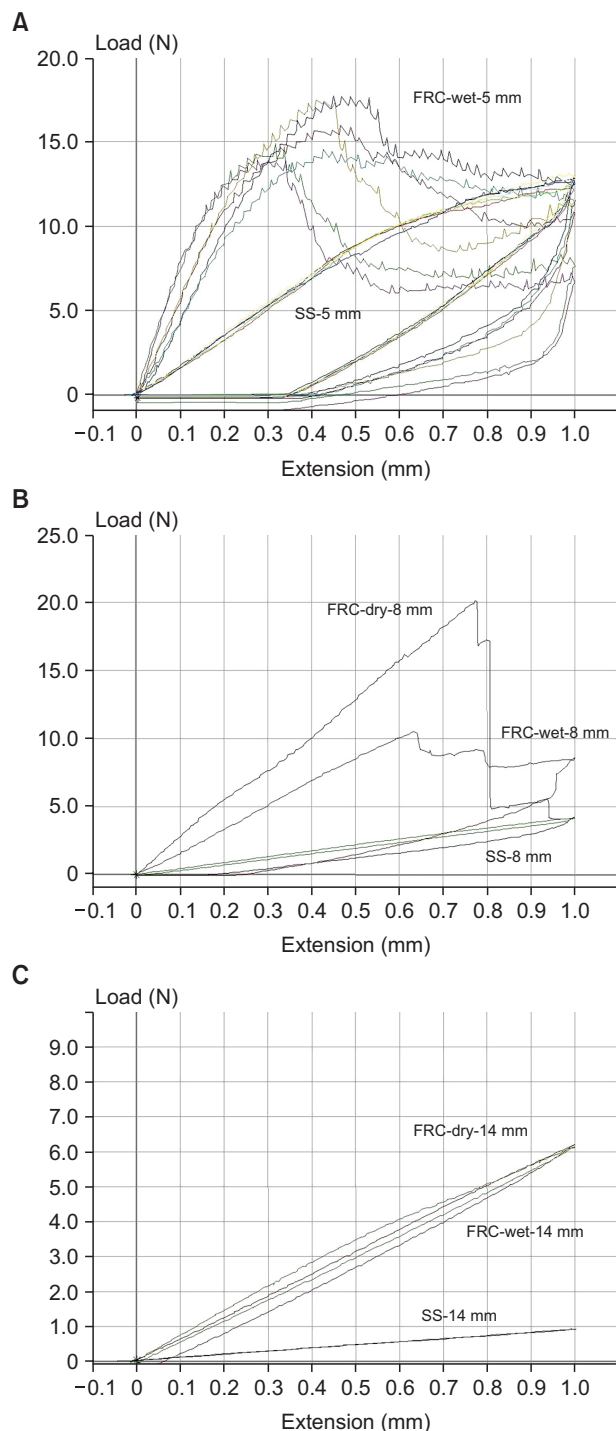 A
Load (N)
20.0
FRC-wet-5 mm
15.0
10.0
SS-5 mm
5.0
0
−0.1 0 0.1 0.2 0.3 0.4 0.5 0.6 0.7 0.8 0.9 1.0
Extension (mm)
B
Load (N)
25.0
FRC-dry-8 mm
20.0
15.0
FRC-wet-8 mm
10.0
5.0
SS-8 mm
0
−0.1 0 0.1 0.2 0.3 0.4 0.5 0.6 0.7 0.8 0.9 1.0
Extension (mm)
C
Load (N)
9.0
8.0
7.0
FRC-dry-14 mm
6.0
5.0
4.0
FRC-wet-14 mm
3.0
2.0
SS-14 mm
1.0
0
−0.1 0 0.1 0.2 0.3 0.4 0.5 0.6 0.7 0.8 0.9 1.0
Extension (mm)